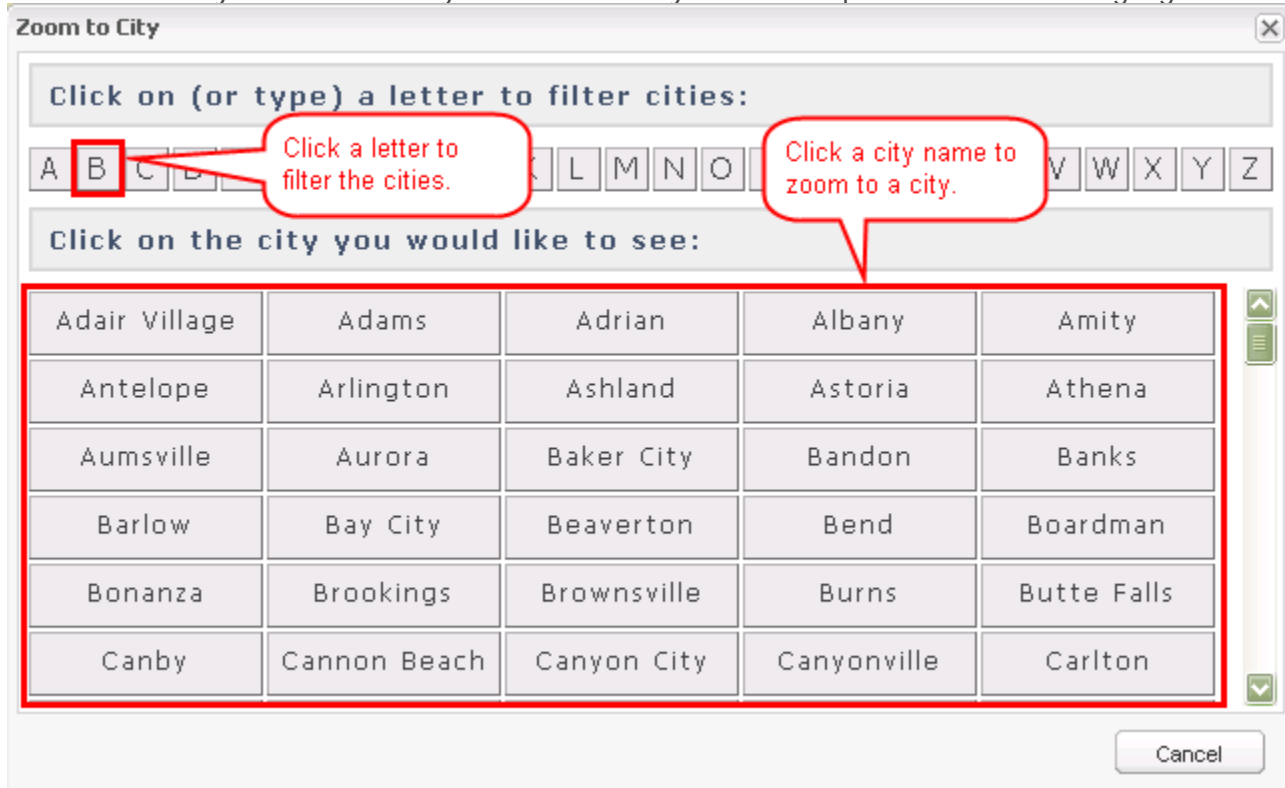 Zoom to City
Click on (or type) a letter to filter cities:
Click a letter to
filter the cities.
Click a city name to
zoom to a city.
A B C D L M N O V W X Y Z
Click on the city you would like to see:
Adair Village Adams Adrian Albany Amity
Antelope Arlington Ashland Astoria Athena
Aumsville Aurora Baker City Bandon Banks
Barlow Bay City Beaverton Bend Boardman
Bonanza Brookings Brownsville Burns Butte Falls
Canby Cannon Beach Canyon City Canyonville Carlton
Cancel